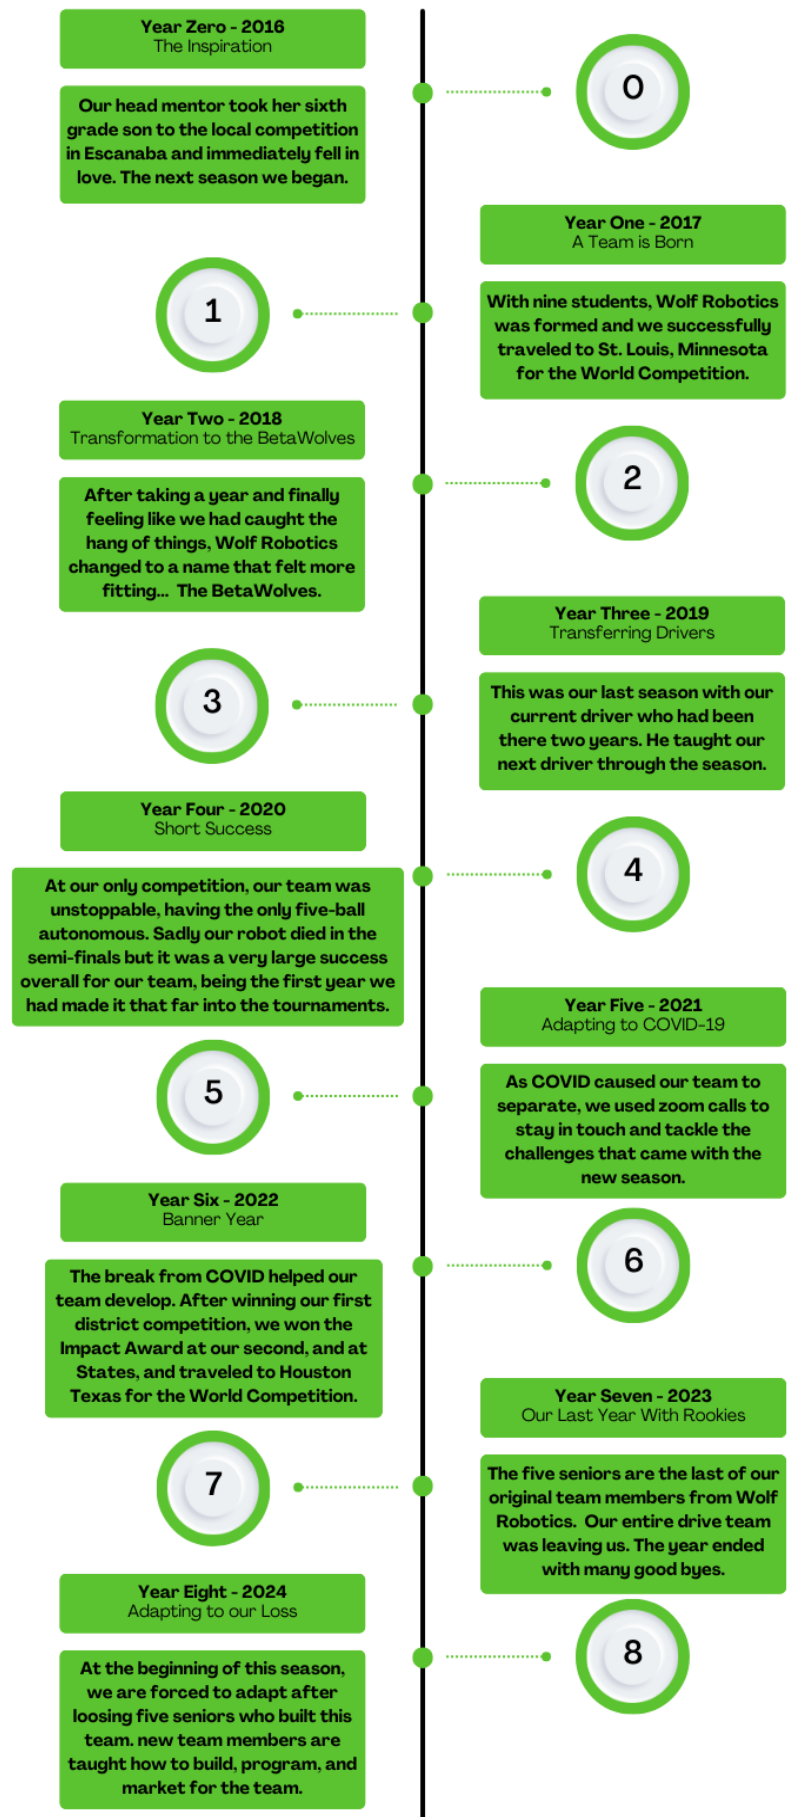 Year Zero - 2016
The Inspiration
Our head mentor took her sixth
grade son to the local competition
in Escanaba and immediately fell in
love. The next season we began.
0
Year One - 2017
A Team is Born
With nine students, Wolf Robotics
was formed and we successfully
traveled to St. Louis, Minnesota
for the World Competition.
1
Year Two - 2018
Transformation to the BetaWolves
After taking a year and finally
feeling like we had caught the
hang of things, Wolf Robotics
changed to a name that felt more
fitting... The BetaWolves.
2
Year Three - 2019
Transferring Drivers
This was our last season with our
current driver who had been
there two years. He taught our
next driver through the season.
3
Year Four - 2020
Short Success
At our only competition, our team was
unstoppable, having the only five-ball
autonomous. Sadly our robot died in the
semi-finals but it was a very large success
overall for our team, being the first year we
had made it that far into the tournaments.
4
Year Five - 2021
Adapting to COVID-19
As COVID caused our team to
separate, we used zoom calls to
stay in touch and tackle the
challenges that came with the
new season.
5
Year Six - 2022
Banner Year
The break from COVID helped our
team develop. After winning our first
district competition, we won the
Impact Award at our second, and at
States, and traveled to Houston
Texas for the World Competition.
6
Year Seven - 2023
Our Last Year With Rookies
The five seniors are the last of our
original team members from Wolf
Robotics. Our entire drive team
was leaving us. The year ended
with many good byes.
7
Year Eight - 2024
Adapting to our Loss
At the beginning of this season,
we are forced to adapt after
loosing five seniors who built this
team. new team members are
taught how to build, program, and
market for the team.
8